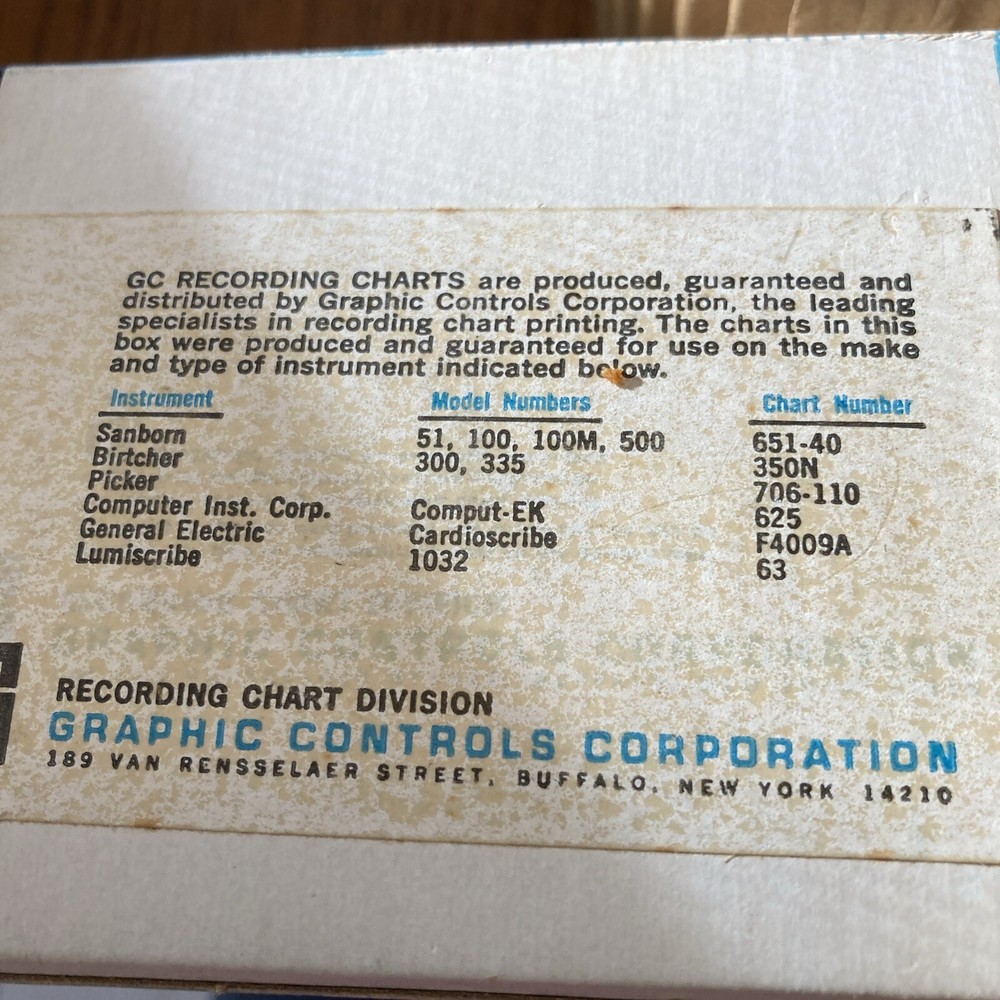 GC RECORDING CHARTS are produced, guaranteed and
distributed by Graphic Controls Corporation, the leading
specialists in recording chart printing. The charts in this
box were produced and guaranteed for use on the make
and type of instrument indicated below.
Instrument Model Numbers Chart Number
Sanborn 51, 100, 100M, 500 651-40
Birtcher 300, 335 350N
Picker 706-110
Computer Inst. Corp. Comput-EK 625
General Electric Cardioscribe F4009A
Lumiscribe 1032 63
RECORDING CHART DIVISION
GRAPHIC CONTROLS CORPORATION
189 VAN RENSSELAER STREET, BUFFALO, NEW YORK 14210